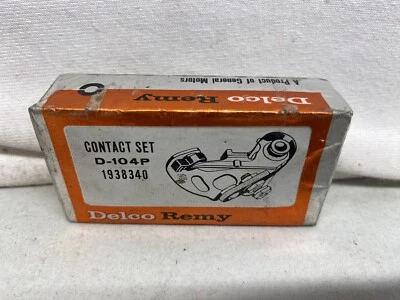 Delco Remy
A Product of General Motors
CONTACT SET
D-104P
1938340
Delco Remy